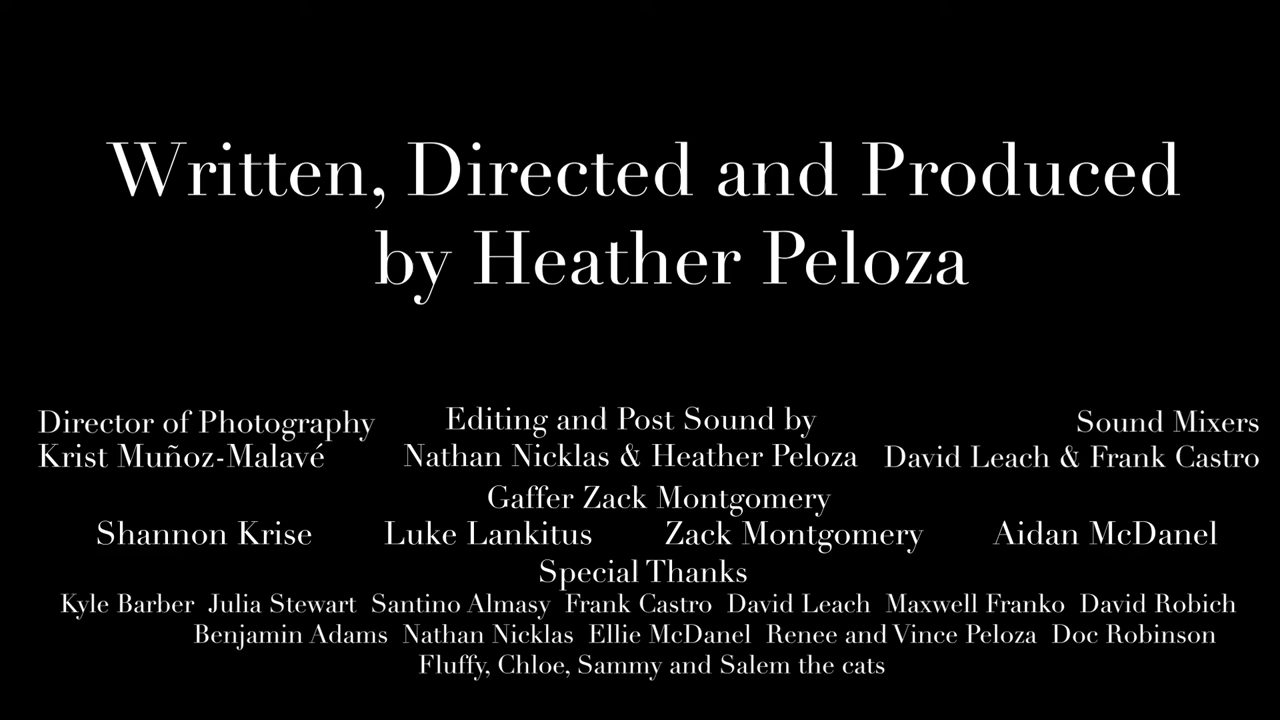 Written, Directed and Produced
by Heather Peloza
Director of Photography
Krist Muñoz-Malavé
Editing and Post Sound by
Nathan Nicklas & Heather Peloza
Sound Mixers
David Leach & Frank Castro
Gaffer Zack Montgomery
Shannon Krise Luke Lankitus Zack Montgomery Aidan McDanel
Special Thanks
Kyle Barber Julia Stewart Santino Almasy Frank Castro David Leach Maxwell Franko David Robich
Benjamin Adams Nathan Nicklas Ellie McDanel Renee and Vince Peloza Doc Robinson
Fluffy, Chloe, Sammy and Salem the cats